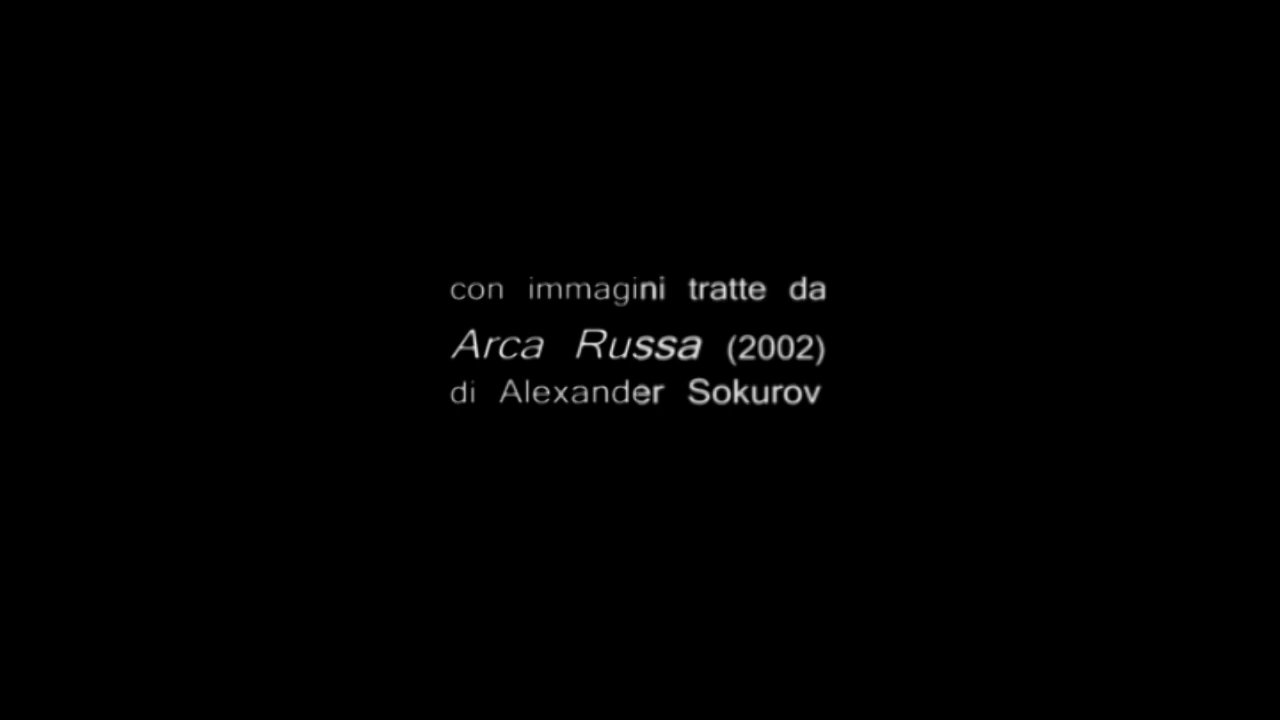 con immagini tratte da
Arca Russa (2002)
di Alexander Sokurov